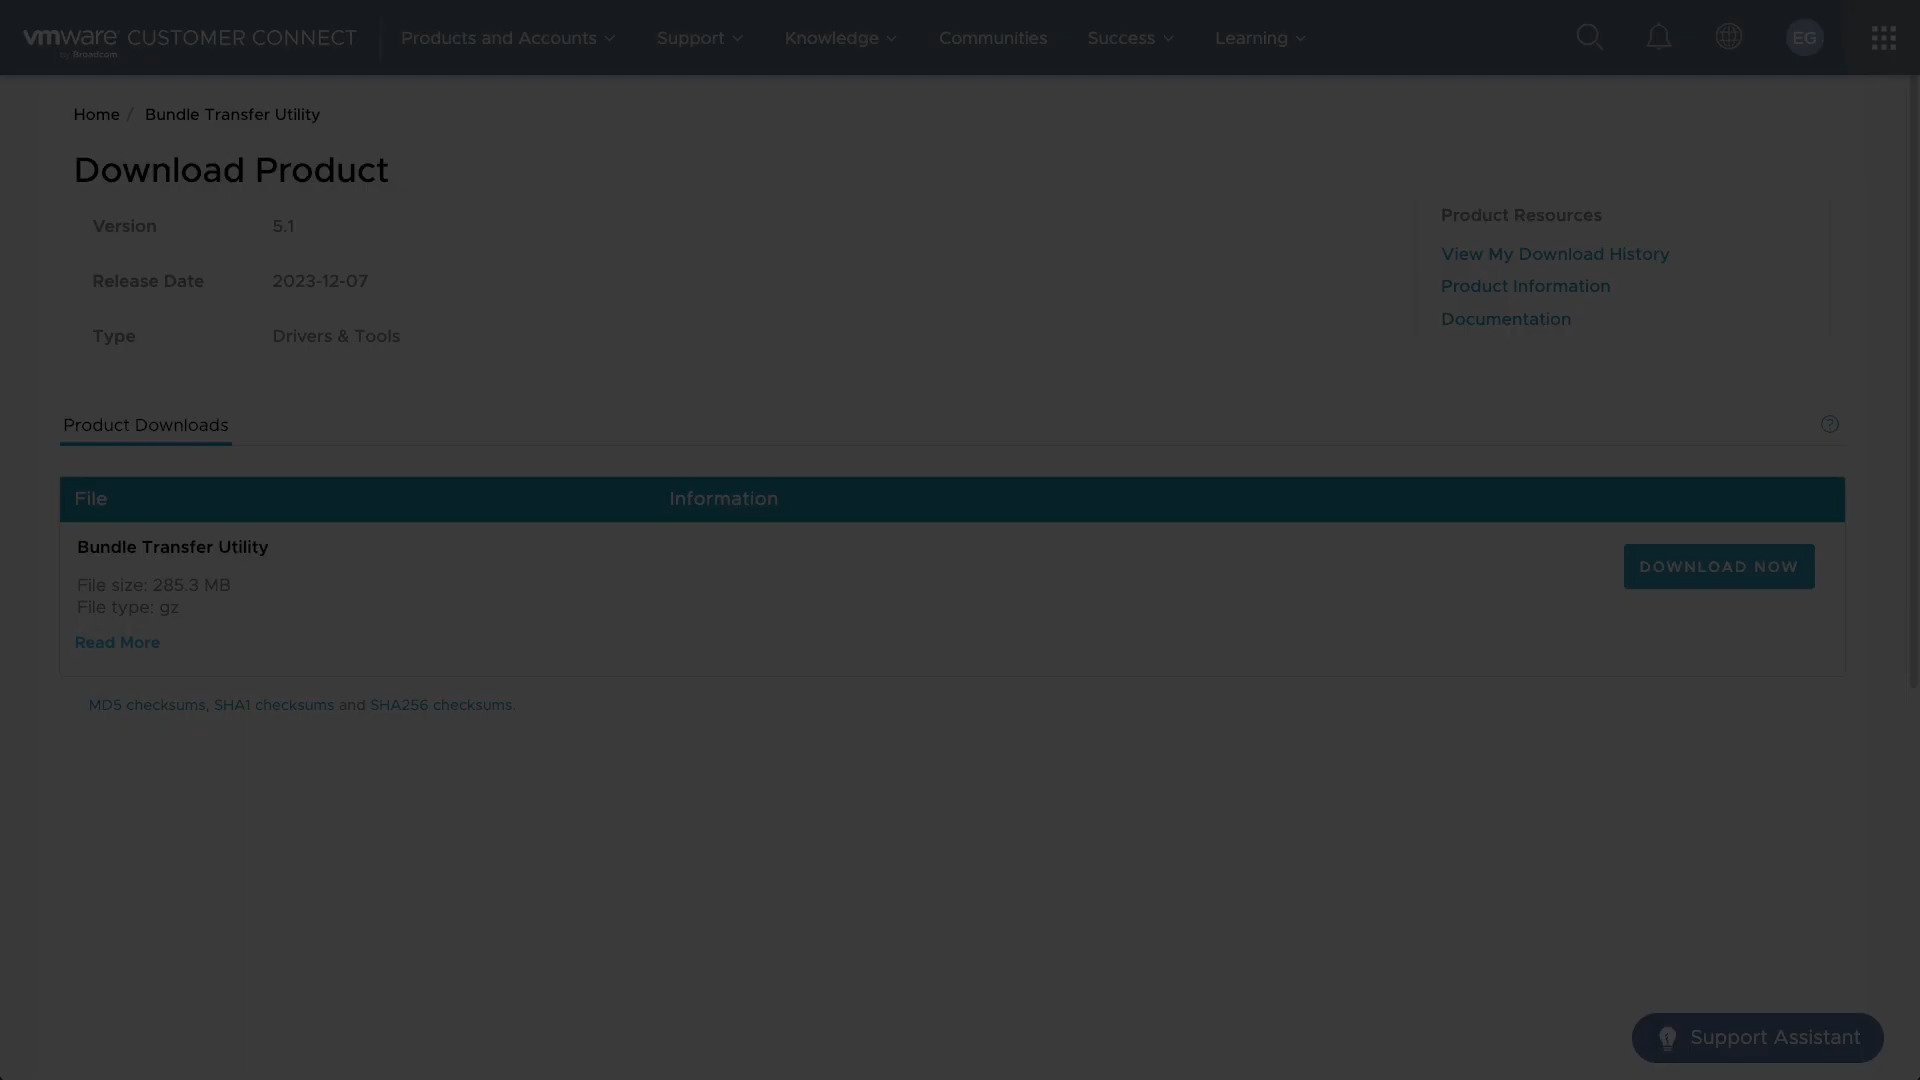 vmware CUSTOMER CONNECT
by Broadcom
Products and Accounts
Support
Knowledge
Communities
Success
Learning
EG
Home / Bundle Transfer Utility
Download Product
Version 5.1
Release Date 2023-12-07
Type Drivers & Tools
Product Resources
View My Download History
Product Information
Documentation
Product Downloads
?
File Information
Bundle Transfer Utility
File size: 285.3 MB
File type: gz
Read More
DOWNLOAD NOW
MD5 checksums, SHA1 checksums and SHA256 checksums.
Support Assistant